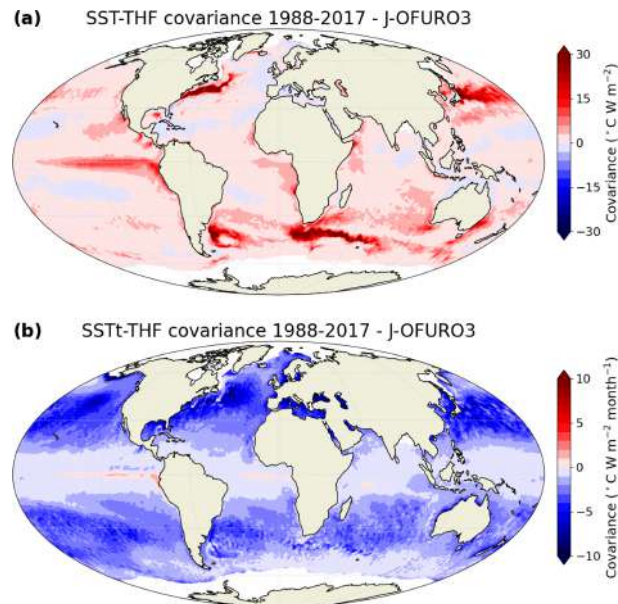 (a) SST-THF covariance 1988-2017 - J-OFURO3
30
15
0
−15
−30
Covariance (°C W m⁻²)
(b) SSTt-THF covariance 1988-2017 - J-OFURO3
10
5
0
−5
−10
Covariance (°C W m⁻² month⁻¹)